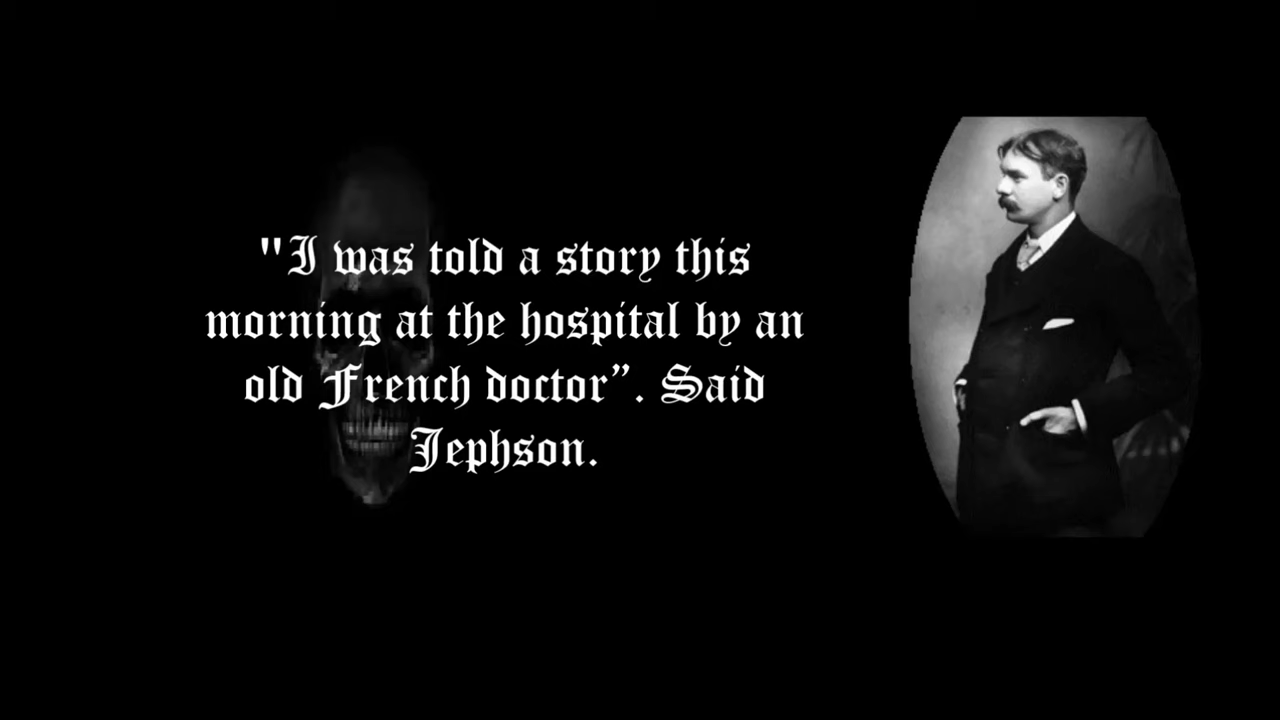 "I was told a story this
morning at the hospital by an
old French doctor”. Said
Jephson.